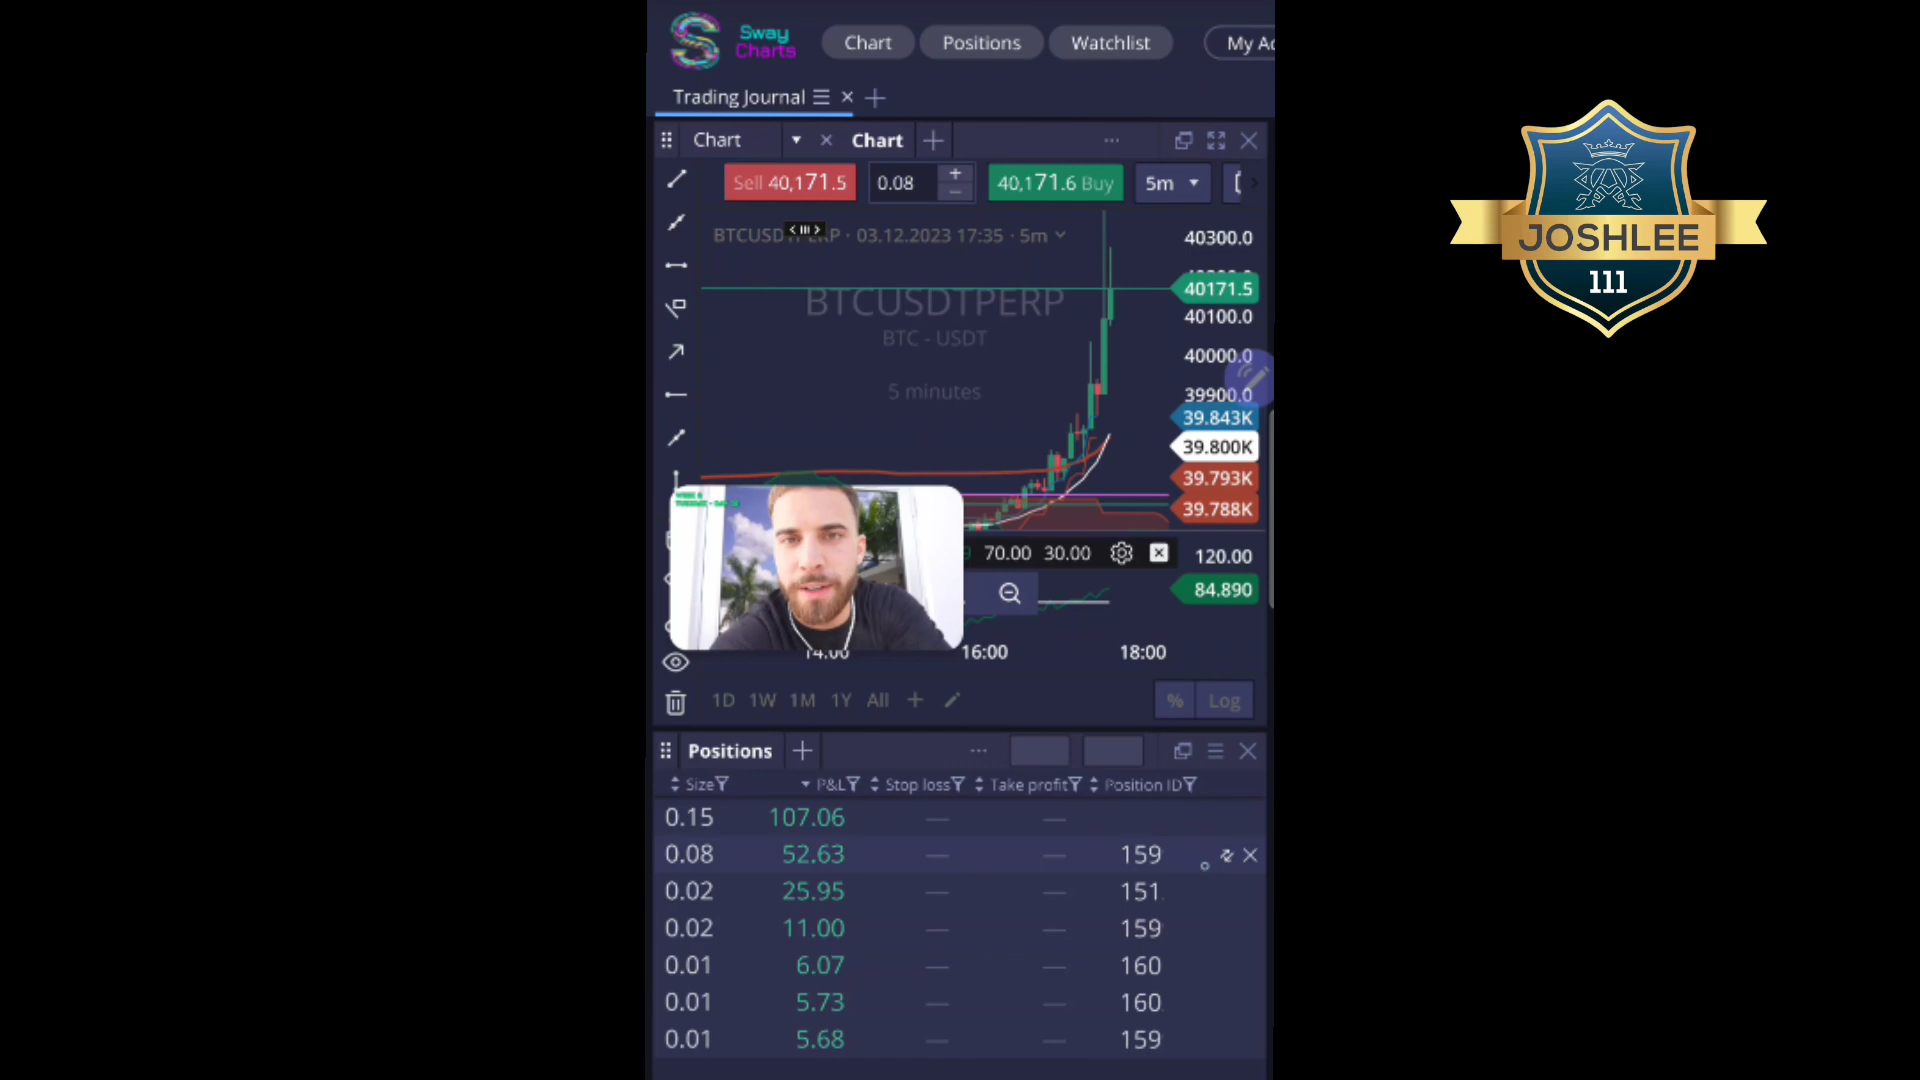 Sway
Charts
Chart
Positions
Watchlist
My Ac
Trading Journal
Chart
Chart
Sell 40,171.5
0.08
40,171.6 Buy
5m
BTCUSDTPERP · 03.12.2023 17:35 · 5m
40300.0
40171.5
BTCUSDTPERP
BTC - USDT
5 minutes
40100.0
40000.0
39900.0
39.843K
39.800K
39.793K
39.788K
70.00 30.00
120.00
84.890
14:00
16:00
18:00
1D 1W 1M 1Y All
% Log
Positions
Size P&L Stop loss Take profit Position ID
0.15 107.06 — —
0.08 52.63 — — 159
0.02 25.95 — — 151
0.02 11.00 — — 159
0.01 6.07 — — 160
0.01 5.73 — — 160
0.01 5.68 — — 159
JOSHLEE
111